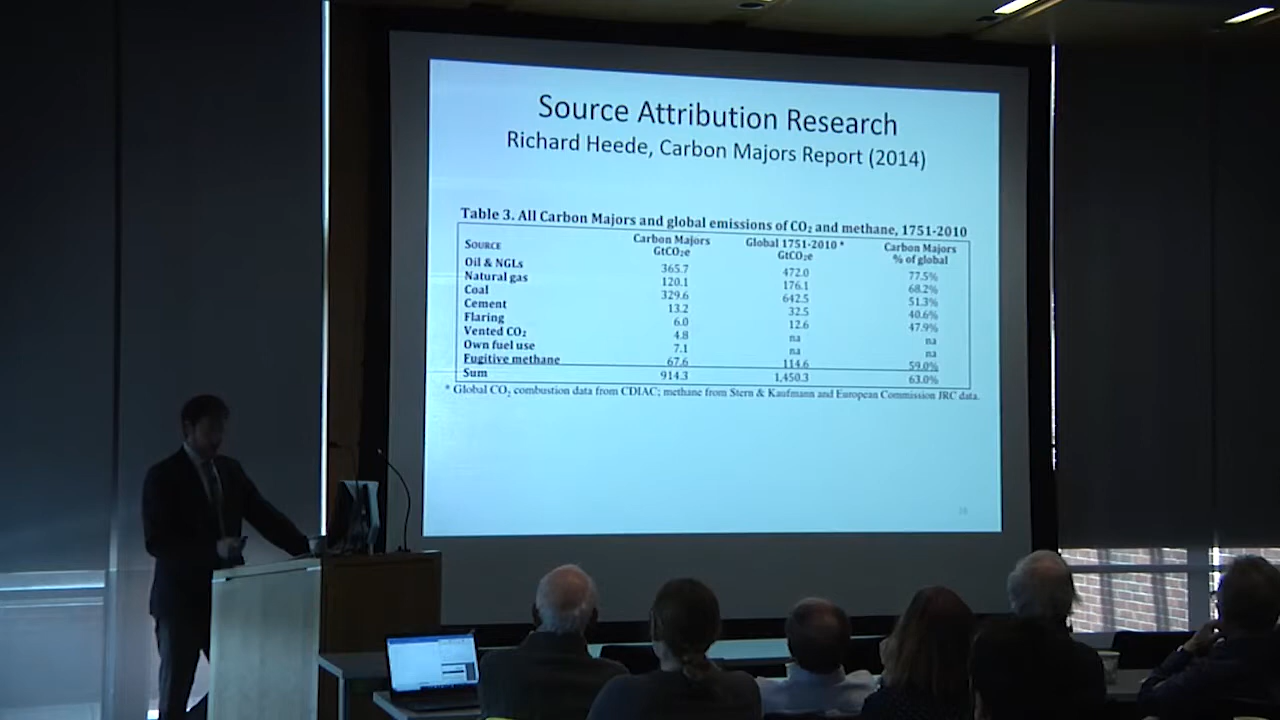 Source Attribution Research
Richard Heede, Carbon Majors Report (2014)
Table 3. All Carbon Majors and global emissions of CO₂ and methane, 1751-2010
SOURCE Carbon Majors GtCO₂e Global 1751-2010 * GtCO₂e Carbon Majors % of global
Oil & NGLs 365.7 472.0 77.5%
Natural gas 120.1 176.1 68.2%
Coal 329.6 642.5 51.3%
Cement 13.2 32.5 40.6%
Flaring 6.0 12.6 47.9%
Vented CO₂ 4.8 na na
Own fuel use 7.1 na na
Fugitive methane 67.6 114.6 59.0%
Sum 914.3 1,450.3 63.0%
* Global CO₂ combustion data from CDIAC; methane from Stern & Kaufmann and European Commission JRC data.